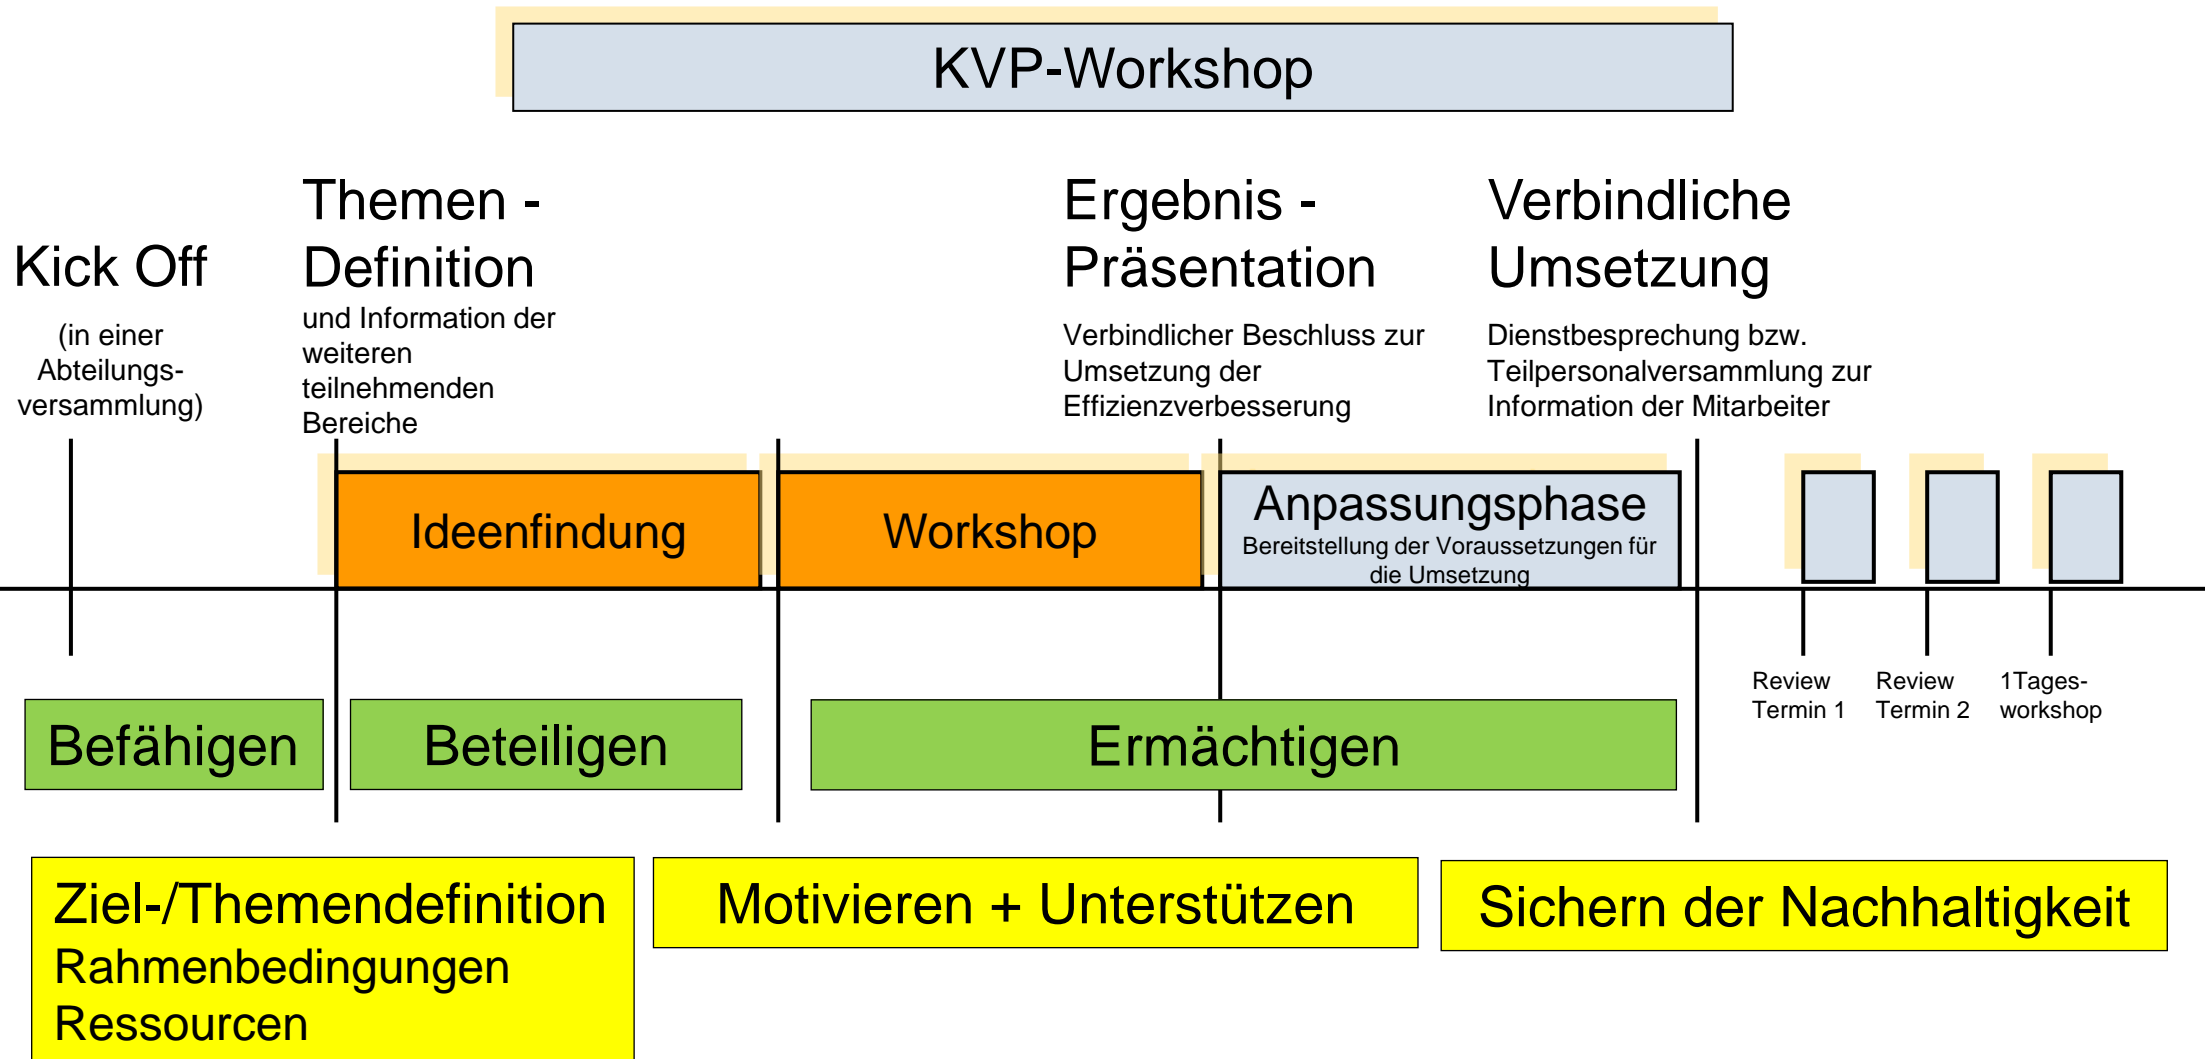 KVP-Workshop
Kick Off
(in einer
Abteilungs-
versammlung)
Themen -
Definition
und Information der
weiteren
teilnehmenden
Bereiche
Ergebnis -
Präsentation
Verbindlicher Beschluss zur
Umsetzung der
Effizienzverbesserung
Verbindliche
Umsetzung
Dienstbesprechung bzw.
Teilpersonalversammlung zur
Information der Mitarbeiter
Ideenfindung
Workshop
Anpassungsphase
Bereitstellung der Voraussetzungen für
die Umsetzung
Review
Termin 1
Review
Termin 2
1Tages-
workshop
Befähigen
Beteiligen
Ermächtigen
Ziel-/Themendefinition
Rahmenbedingungen
Ressourcen
Motivieren + Unterstützen
Sichern der Nachhaltigkeit